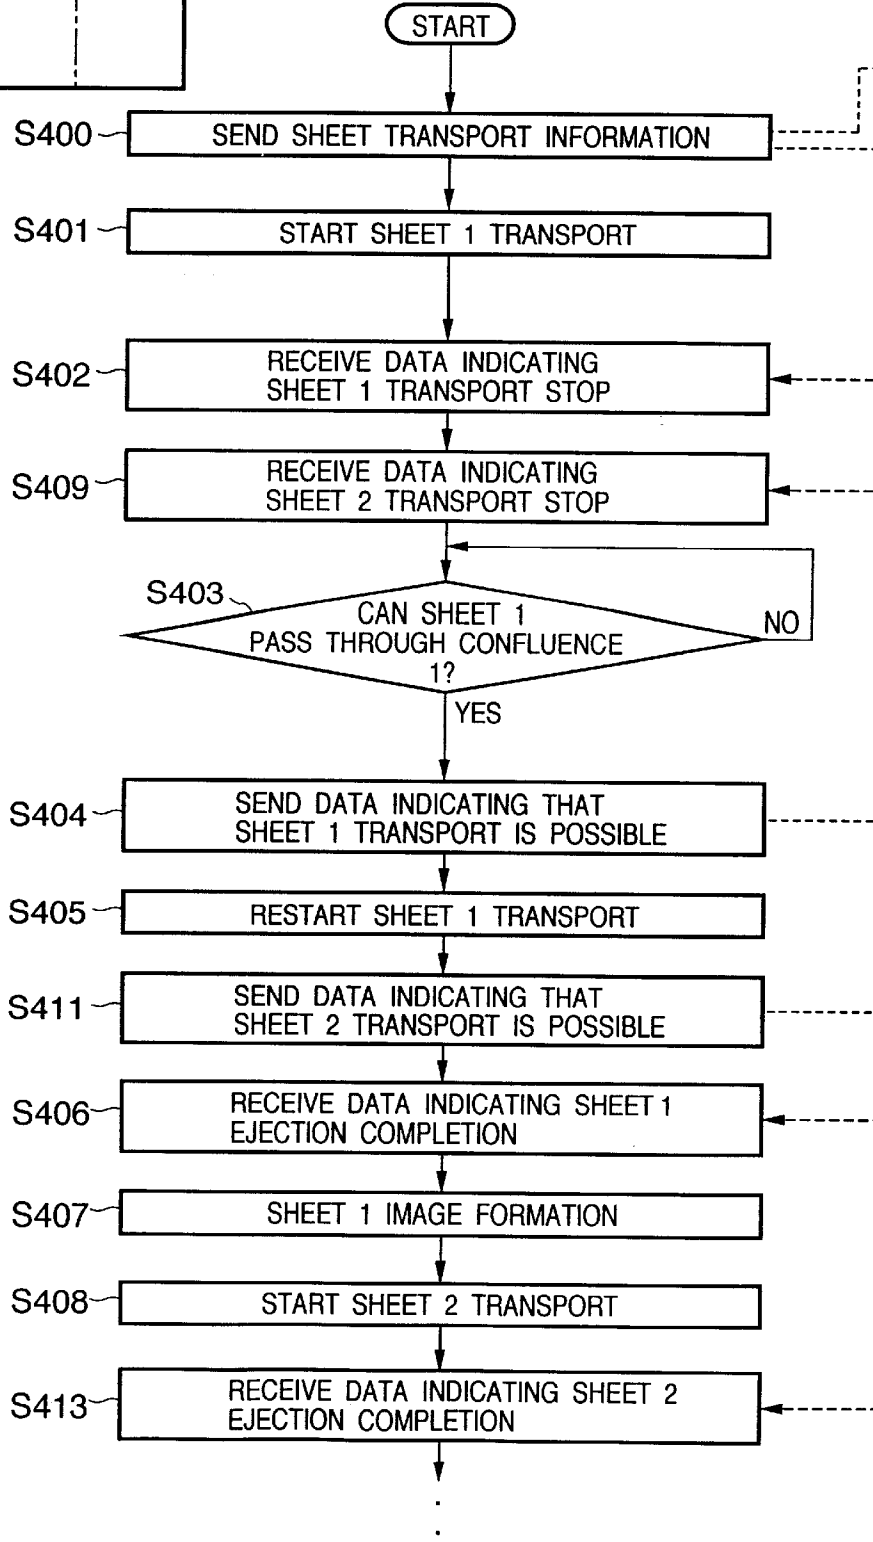 START
S400
SEND SHEET TRANSPORT INFORMATION
S401
START SHEET 1 TRANSPORT
S402
RECEIVE DATA INDICATING
SHEET 1 TRANSPORT STOP
S409
RECEIVE DATA INDICATING
SHEET 2 TRANSPORT STOP
S403
CAN SHEET 1
PASS THROUGH CONFLUENCE
1?
NO
YES
S404
SEND DATA INDICATING THAT
SHEET 1 TRANSPORT IS POSSIBLE
S405
RESTART SHEET 1 TRANSPORT
S411
SEND DATA INDICATING THAT
SHEET 2 TRANSPORT IS POSSIBLE
S406
RECEIVE DATA INDICATING SHEET 1
EJECTION COMPLETION
S407
SHEET 1 IMAGE FORMATION
S408
START SHEET 2 TRANSPORT
S413
RECEIVE DATA INDICATING SHEET 2
EJECTION COMPLETION